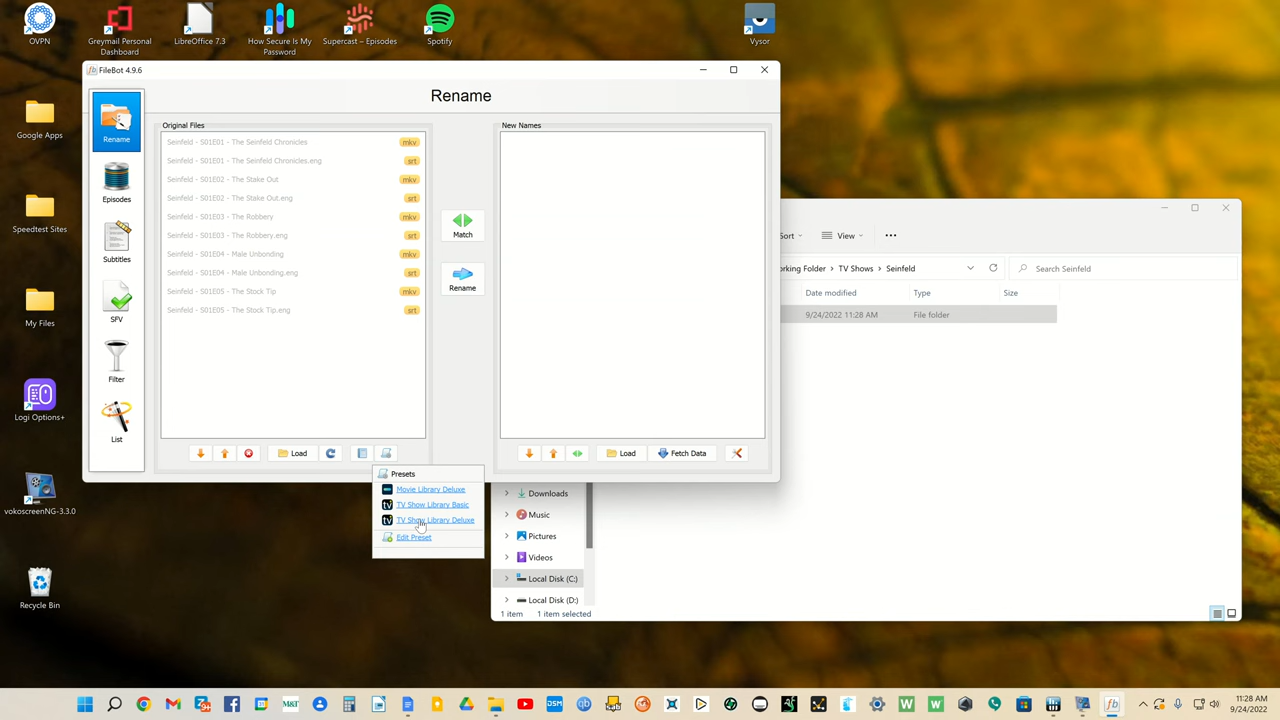 OVPN
Greymail Personal
Dashboard
LibreOffice 7.3
How Secure Is My
Password
Supercast – Episodes
Spotify
Vysor
Google Apps
Speedtest Sites
My Files
Logi Options+
vokoscreenNG-3.3.0
Recycle Bin
fb FileBot 4.9.6
Rename
Rename
Episodes
Subtitles
SFV
Filter
List
Original Files
Seinfeld - S01E01 - The Seinfeld Chronicles mkv
Seinfeld - S01E01 - The Seinfeld Chronicles.eng srt
Seinfeld - S01E02 - The Stake Out mkv
Seinfeld - S01E02 - The Stake Out.eng srt
Seinfeld - S01E03 - The Robbery mkv
Seinfeld - S01E03 - The Robbery.eng srt
Seinfeld - S01E04 - Male Unbonding mkv
Seinfeld - S01E04 - Male Unbonding.eng srt
Seinfeld - S01E05 - The Stock Tip mkv
Seinfeld - S01E05 - The Stock Tip.eng srt
Match
Rename
New Names
Load
Load
Fetch Data
Presets
Movie Library Deluxe
TV Show Library Basic
TV Show Library Deluxe
Edit Preset
Sort
View
•••
rking Folder > TV Shows > Seinfeld
Search Seinfeld
Date modified
Type
Size
9/24/2022 11:28 AM
File folder
Downloads
Music
Pictures
Videos
Local Disk (C:)
Local Disk (D:)
1 item
1 item selected
M&T
DSM
qb
W
W
fb
11:28 AM
9/24/2022